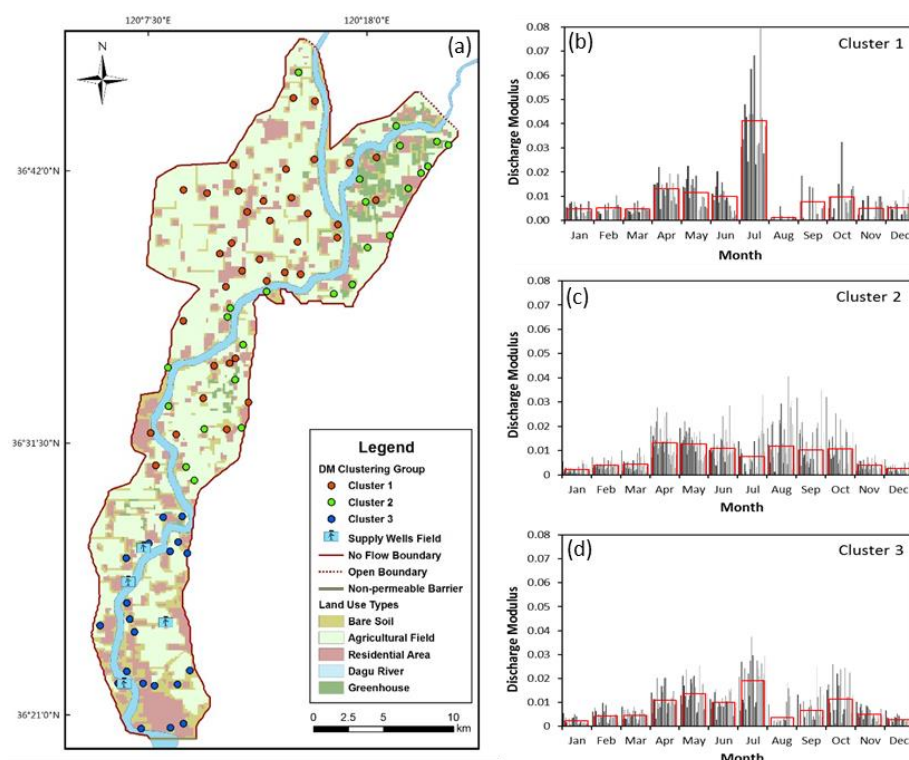 120°7'30"E
120°18'0"E
(a)
N
36°42'0"N
36°31'30"N
36°21'0"N
Legend
DM Clustering Group
Cluster 1
Cluster 2
Cluster 3
Supply Wells Field
No Flow Boundary
Open Boundary
Non-permeable Barrier
Land Use Types
Bare Soil
Agricultural Field
Residential Area
Dagu River
Greenhouse
0 2.5 5 10
km
(b)
Cluster 1
Discharge Modulus
0.08
0.07
0.06
0.05
0.04
0.03
0.02
0.01
0.00
Jan Feb Mar Apr May Jun Jul Aug Sep Oct Nov Dec
Month
(c)
Cluster 2
Discharge Modulus
0.08
0.07
0.06
0.05
0.04
0.03
0.02
0.01
0
Jan Feb Mar Apr May Jun Jul Aug Sep Oct Nov Dec
Month
(d)
Cluster 3
Discharge Modulus
0.08
0.07
0.06
0.05
0.04
0.03
0.02
0.01
0
Jan Feb Mar Apr May Jun Jul Aug Sep Oct Nov Dec
Month